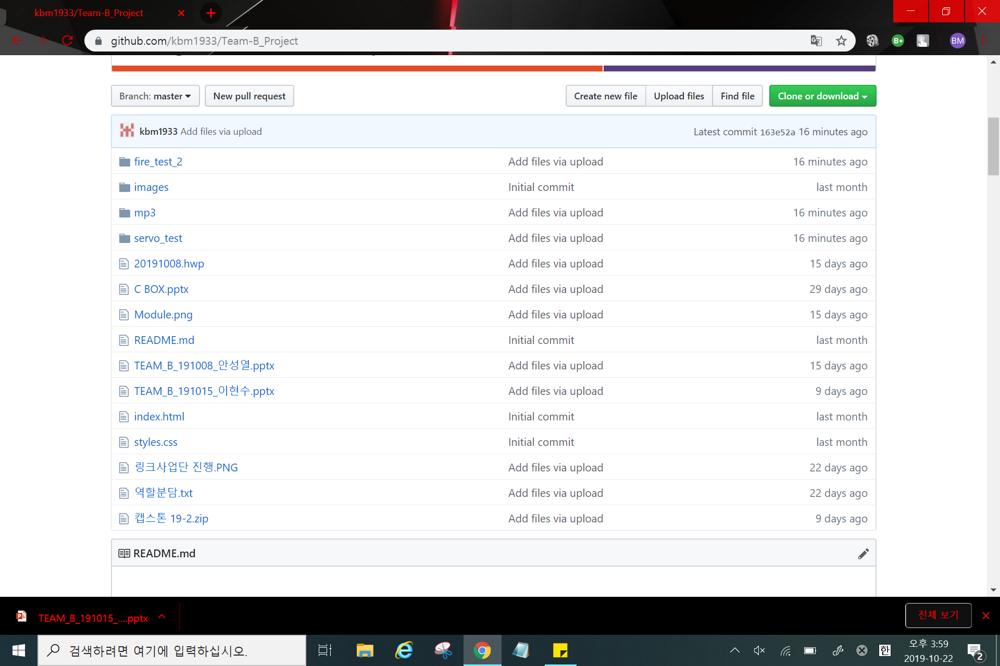 kbm1933/Team-B_Project
github.com/kbm1933/Team-B_Project
BM
Branch: master
New pull request
Create new file
Upload files
Find file
Clone or download
kbm1933 Add files via upload
Latest commit 163e52a 16 minutes ago
fire_test_2 Add files via upload 16 minutes ago
images Initial commit last month
mp3 Add files via upload 16 minutes ago
servo_test Add files via upload 16 minutes ago
20191008.hwp Add files via upload 15 days ago
C BOX.pptx Add files via upload 29 days ago
Module.png Add files via upload 15 days ago
README.md Initial commit last month
TEAM_B_191008_안성열.pptx Add files via upload 15 days ago
TEAM_B_191015_이현수.pptx Add files via upload 9 days ago
index.html Initial commit last month
styles.css Initial commit last month
링크사업단 진행.PNG Add files via upload 22 days ago
역할분담.txt Add files via upload 22 days ago
캡스톤 19-2.zip Add files via upload 9 days ago
README.md
TEAM_B_191015_....pptx
전체 보기
검색하려면 여기에 입력하십시오.
한
오후 3:59
2019-10-22
2